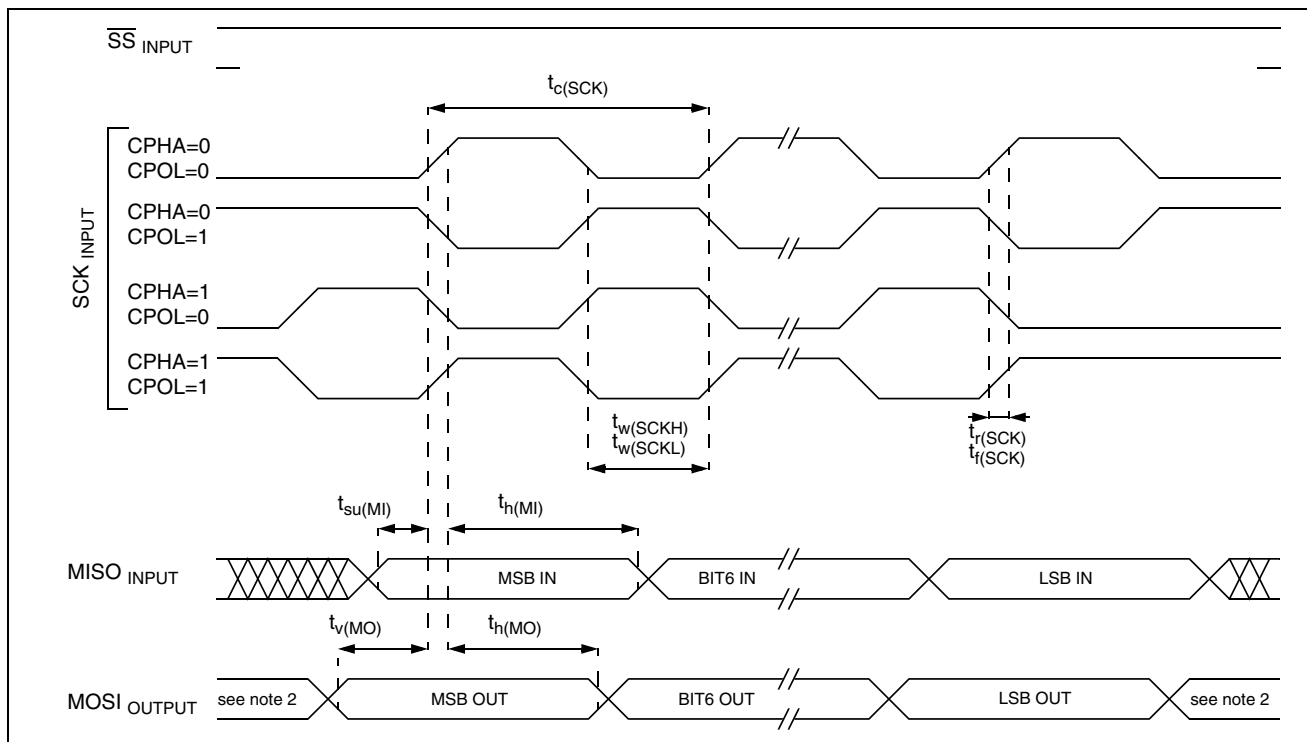 SS INPUT
tc(SCK)
SCK INPUT
CPHA=0
CPOL=0
CPHA=0
CPOL=1
CPHA=1
CPOL=0
CPHA=1
CPOL=1
tw(SCKH)
tw(SCKL)
tr(SCK)
tf(SCK)
tsu(MI)
th(MI)
MISO INPUT
MSB IN
BIT6 IN
LSB IN
tv(MO)
th(MO)
MOSI OUTPUT
see note 2
MSB OUT
BIT6 OUT
LSB OUT
see note 2